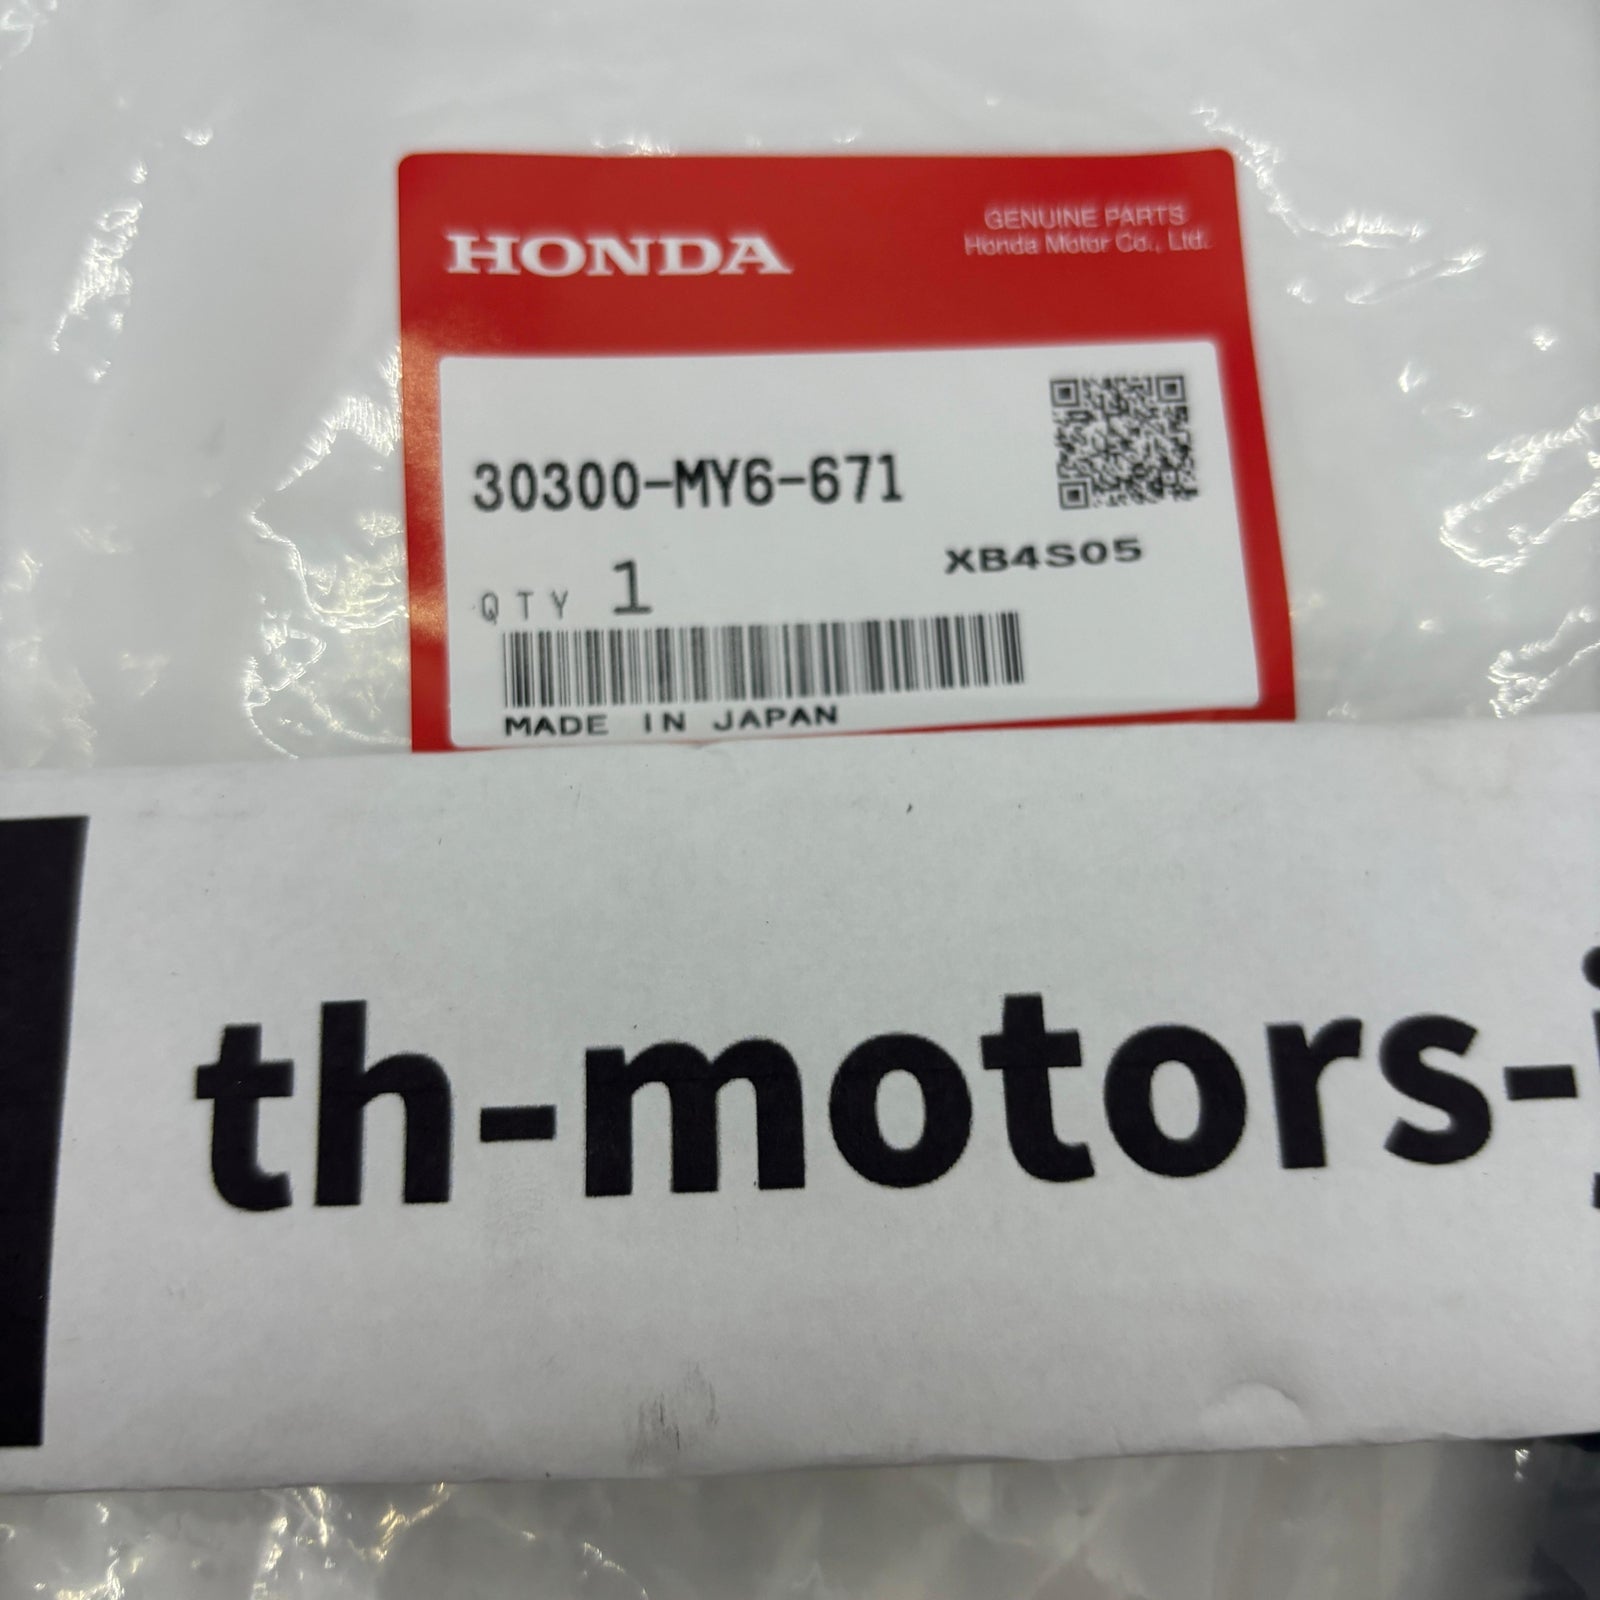 HONDA
GENUINE PARTS
Honda Motor Co., Ltd.
30300-MY6-671
XB4S05
QTY 1
MADE IN JAPAN
th-motors-j